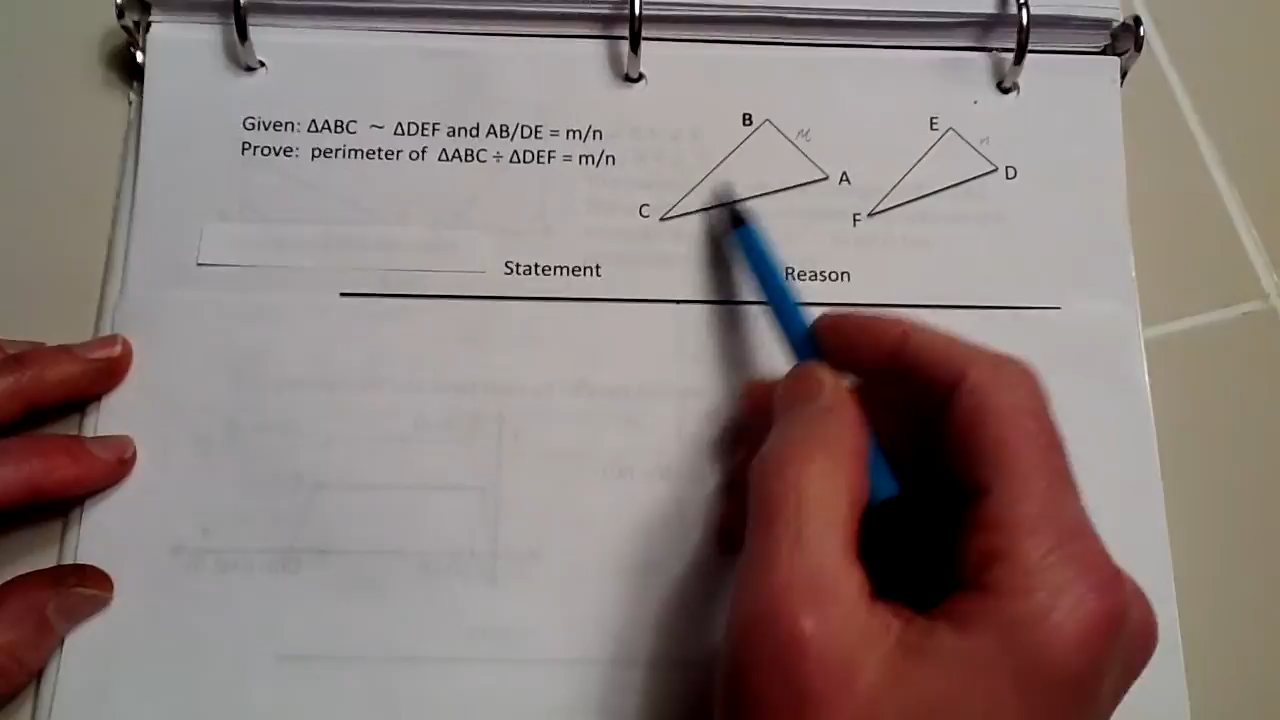 Given: ΔABC ~ ΔDEF and AB/DE = m/n
Prove: perimeter of ΔABC ÷ ΔDEF = m/n
B
M
A
C
E
n
D
F
Statement
Reason